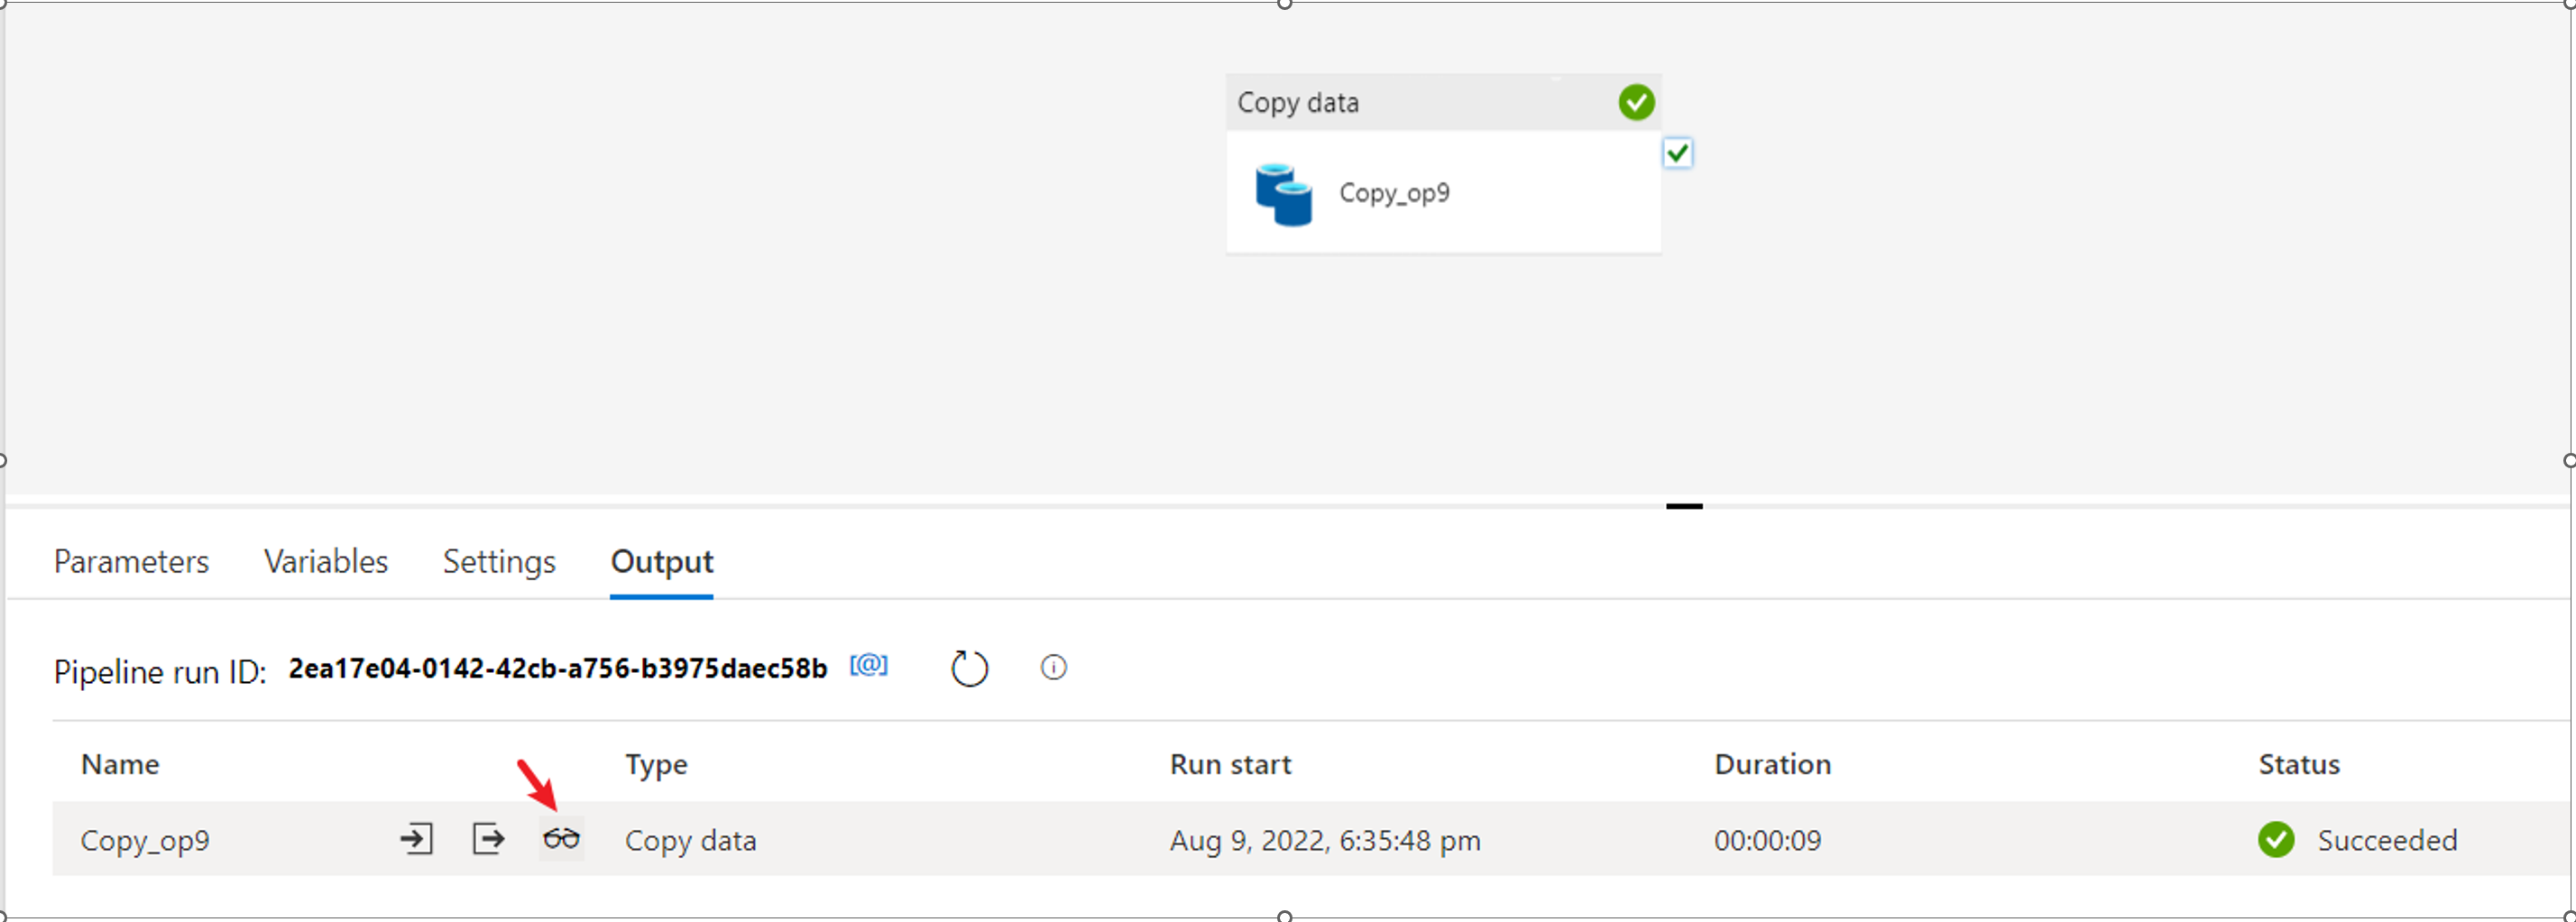 Copy data
Copy_op9
Parameters Variables Settings Output
Pipeline run ID: 2ea17e04-0142-42cb-a756-b3975daec58b [@]
Name Type Run start Duration Status
Copy_op9 Copy data Aug 9, 2022, 6:35:48 pm 00:00:09 Succeeded